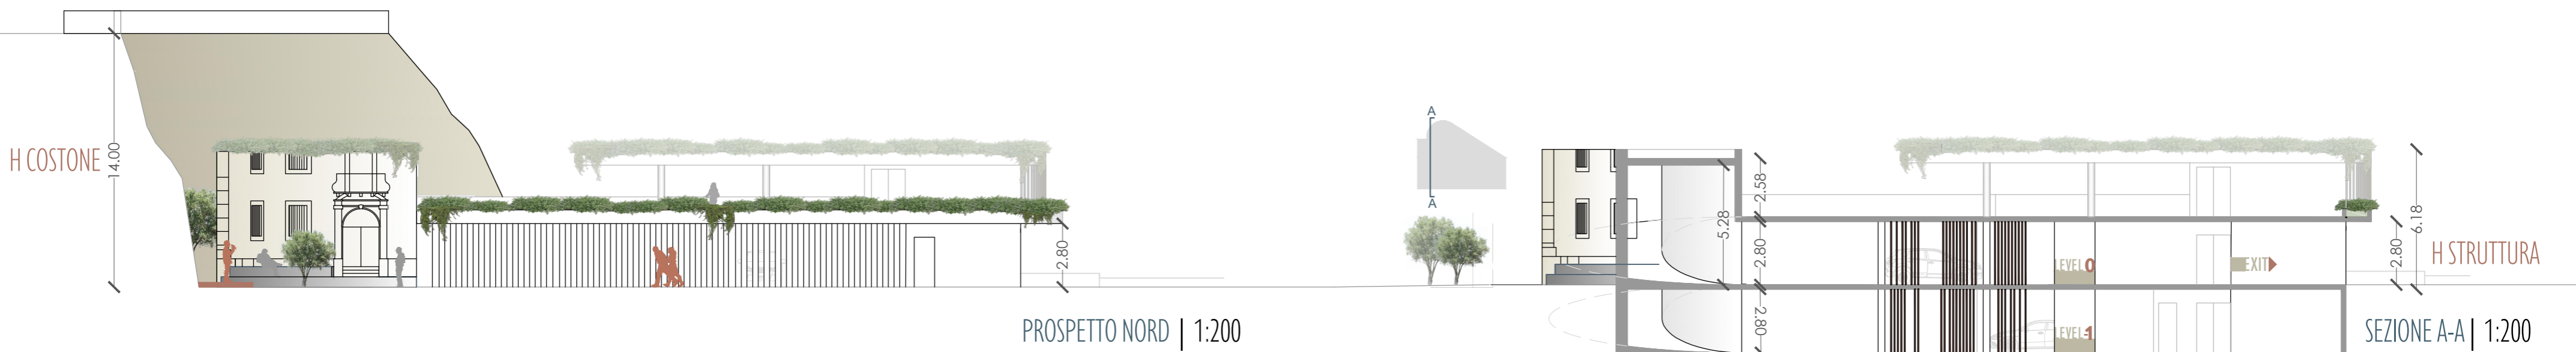 H COSTONE
14.00
2.80
PROSPETTO NORD | 1:200
A
A
5.28
2.58
2.80
2.80
LEVEL 0
LEVEL -1
EXIT
2.80
6.18
H STRUTTURA
SEZIONE A-A | 1:200